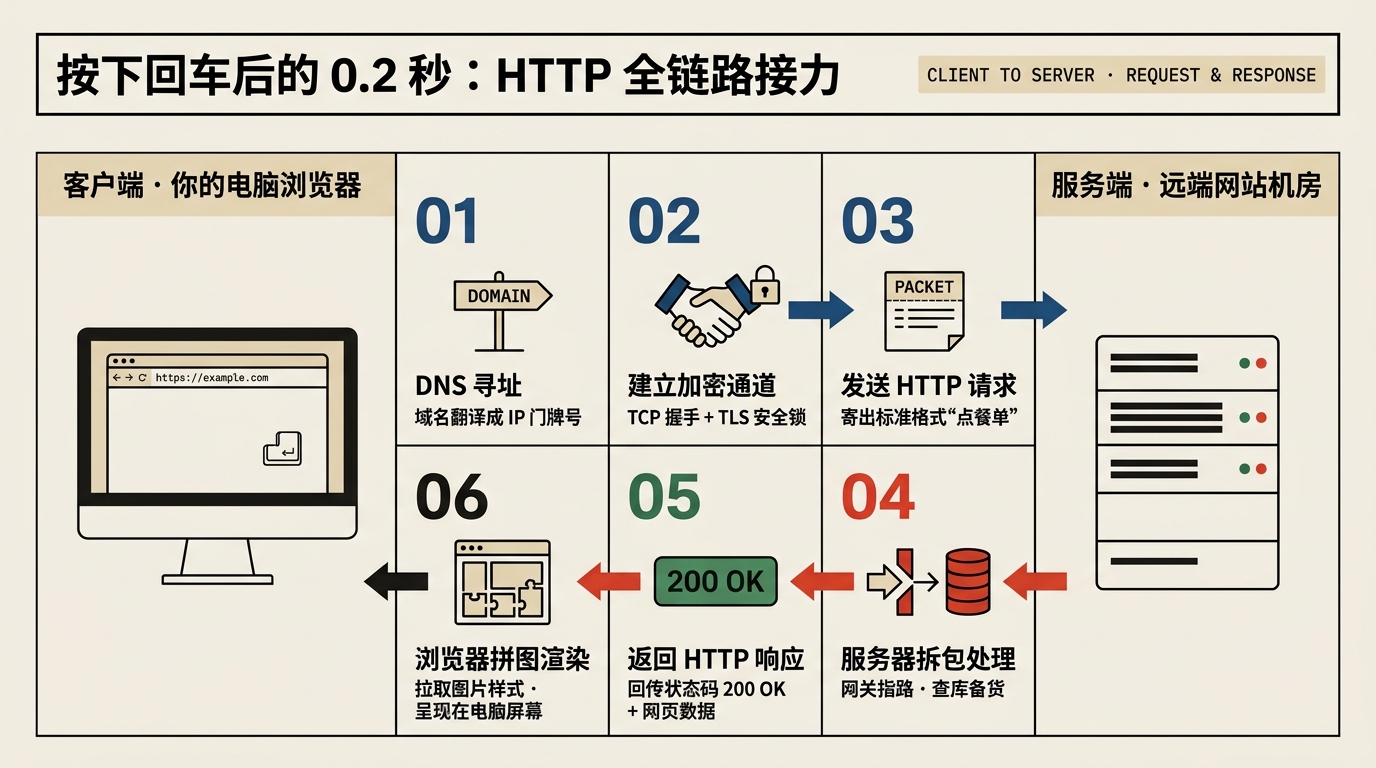 按下回车后的 0.2 秒：HTTP 全链路接力
CLIENT TO SERVER · REQUEST & RESPONSE
客户端 · 你的电脑浏览器
https://example.com
01
DOMAIN
DNS 寻址
域名翻译成 IP 门牌号
02
建立加密通道
TCP 握手 + TLS 安全锁
03
PACKET
发送 HTTP 请求
寄出标准格式“点餐单”
服务端 · 远端网站机房
04
服务器拆包处理
网关指路 · 查库备货
05
200 OK
返回 HTTP 响应
回传状态码 200 OK
+ 网页数据
06
浏览器拼图渲染
拉取图片样式 ·
呈现在电脑屏幕